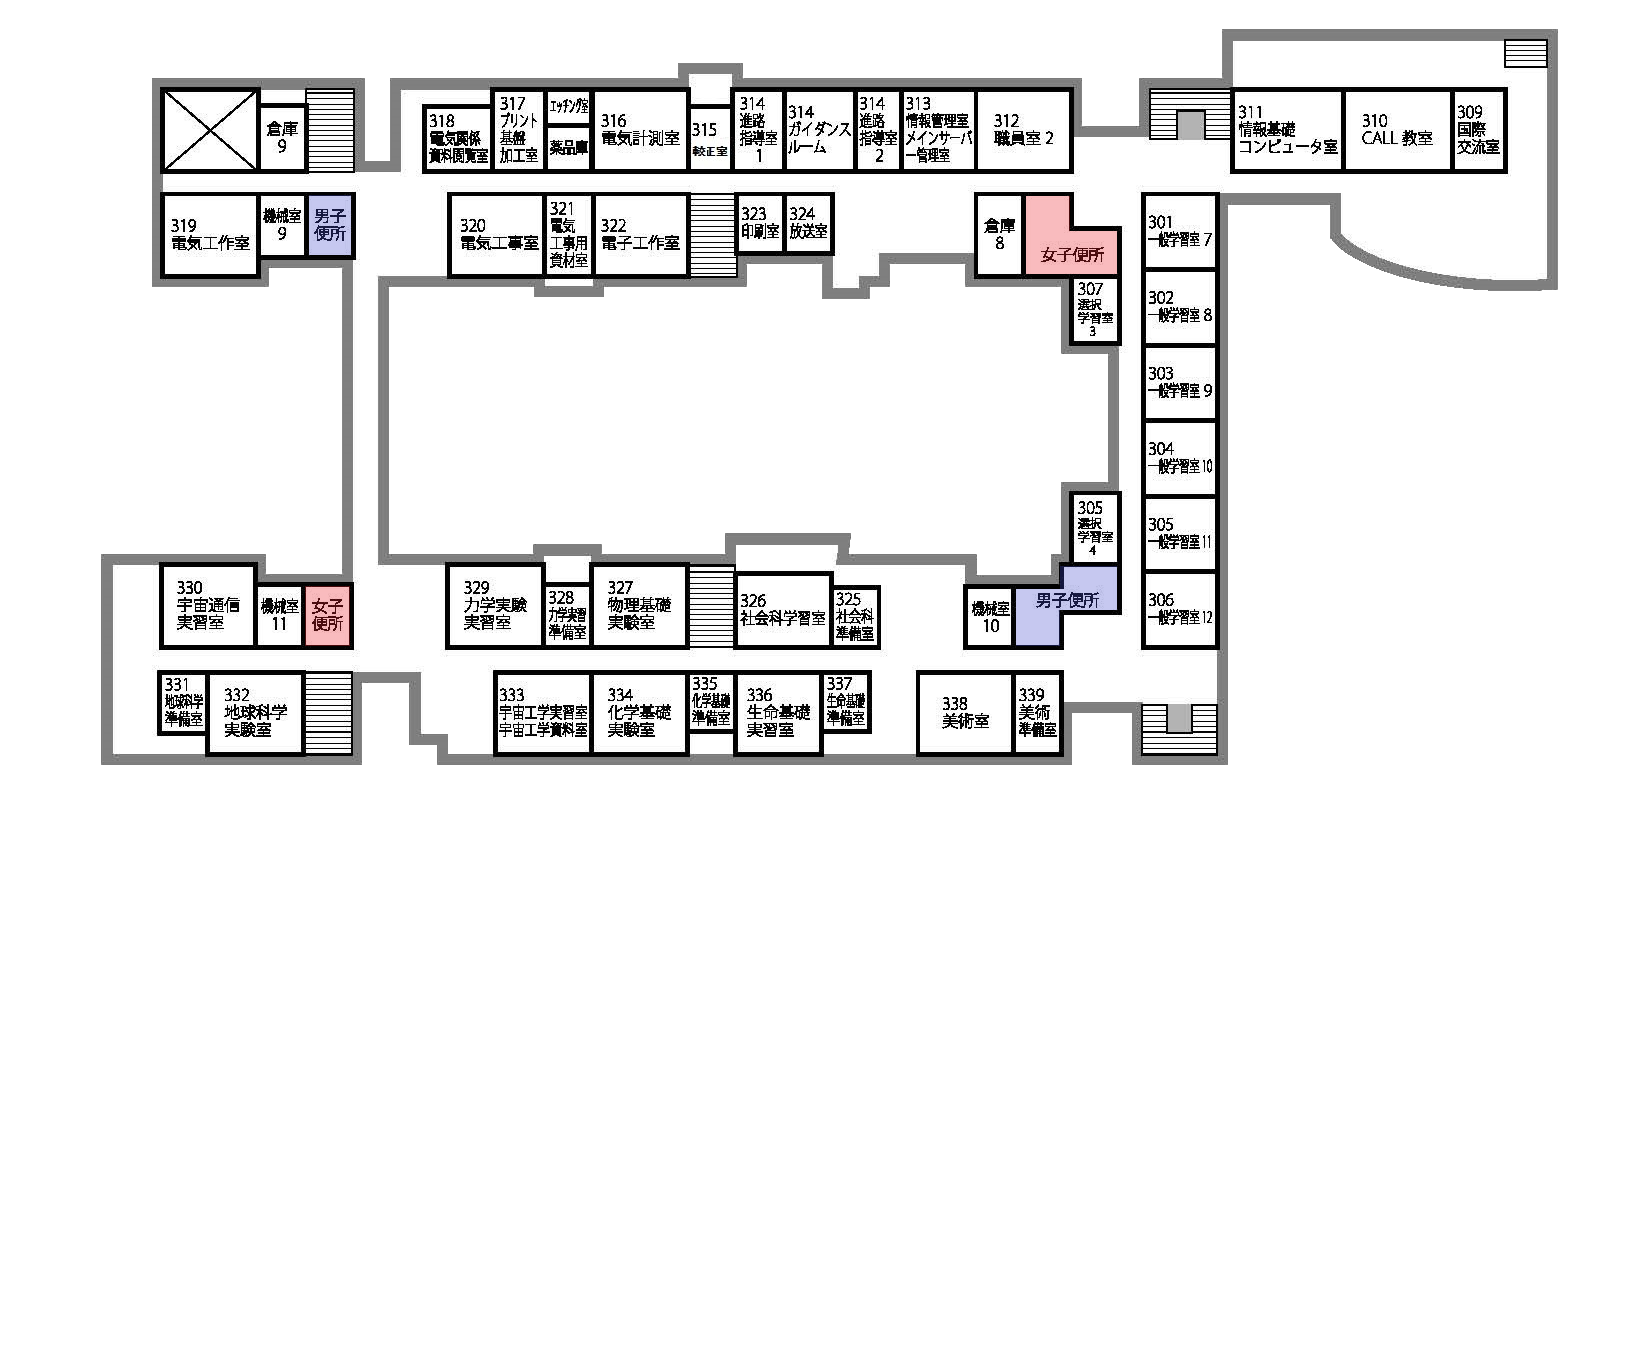 倉庫
9
318
電気関係
資料閲覧室
317
プリント
基盤
加工室
エッチング室
薬品庫
316
電気計測室
315
較正室
314
進路
指導室
1
314
ガイダンス
ルーム
314
進路
指導室
2
313
情報管理室
メインサーバ
ー管理室
312
職員室 2
311
情報基礎
コンピュータ室
310
CALL 教室
309
国際
交流室
319
電気工作室
機械室
9
男子
便所
320
電気工事室
321
電気
工事用
資材室
322
電子工作室
323
印刷室
324
放送室
倉庫
8
女子便所
307
選択
学習室
3
301
一般学習室 7
302
一般学習室 8
303
一般学習室 9
304
一般学習室 10
305
一般学習室 11
306
一般学習室 12
305
選択
学習室
4
男子便所
機械室
10
330
宇宙通信
実習室
機械室
11
女子
便所
329
力学実験
実習室
328
力学実習
準備室
327
物理基礎
実験室
326
社会科学習室
325
社会科
準備室
331
地球科学
準備室
332
地球科学
実験室
333
宇宙工学実習室
宇宙工学資料室
334
化学基礎
実験室
335
化学基礎
準備室
336
生命基礎
実習室
337
生命基礎
準備室
338
美術室
339
美術
準備室